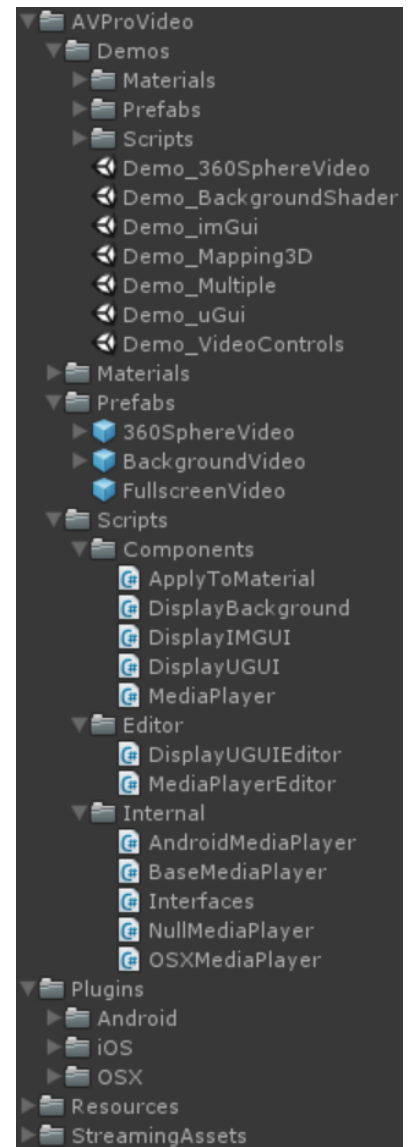 AVProVideo
Demos
Materials
Prefabs
Scripts
Demo_360SphereVideo
Demo_BackgroundShader
Demo_imGui
Demo_Mapping3D
Demo_Multiple
Demo_uGui
Demo_VideoControls
Materials
Prefabs
360SphereVideo
BackgroundVideo
FullscreenVideo
Scripts
Components
ApplyToMaterial
DisplayBackground
DisplayIMGUI
DisplayUGUI
MediaPlayer
Editor
DisplayUGUIEditor
MediaPlayerEditor
Internal
AndroidMediaPlayer
BaseMediaPlayer
Interfaces
NullMediaPlayer
OSXMediaPlayer
Plugins
Android
iOS
OSX
Resources
StreamingAssets